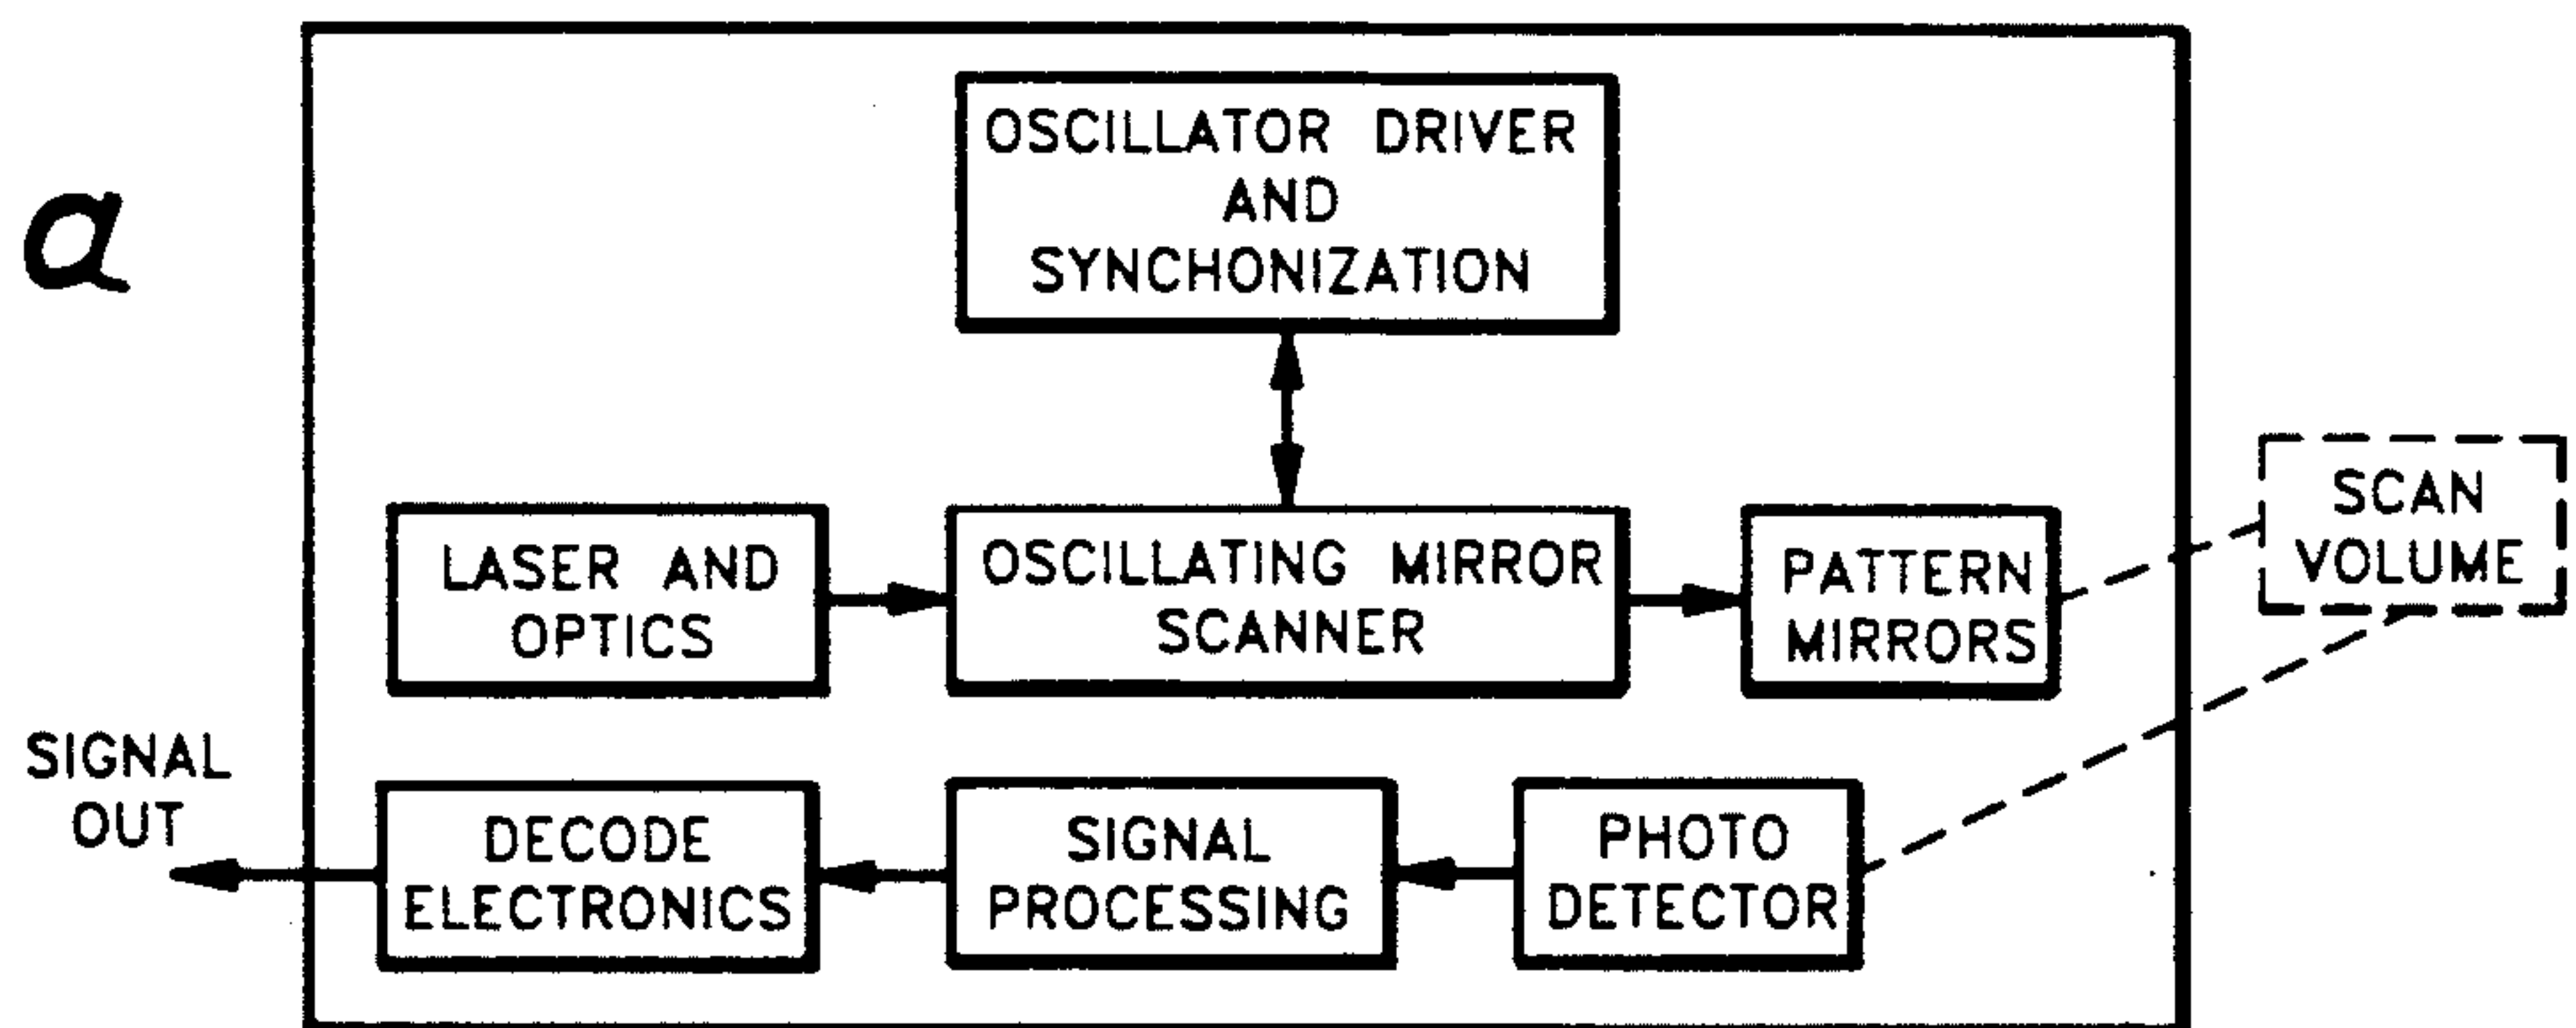 a
OSCILLATOR DRIVER
AND
SYNCHONIZATION
LASER AND
OPTICS
OSCILLATING MIRROR
SCANNER
PATTERN
MIRRORS
SCAN
VOLUME
SIGNAL
OUT
DECODE
ELECTRONICS
SIGNAL
PROCESSING
PHOTO
DETECTOR